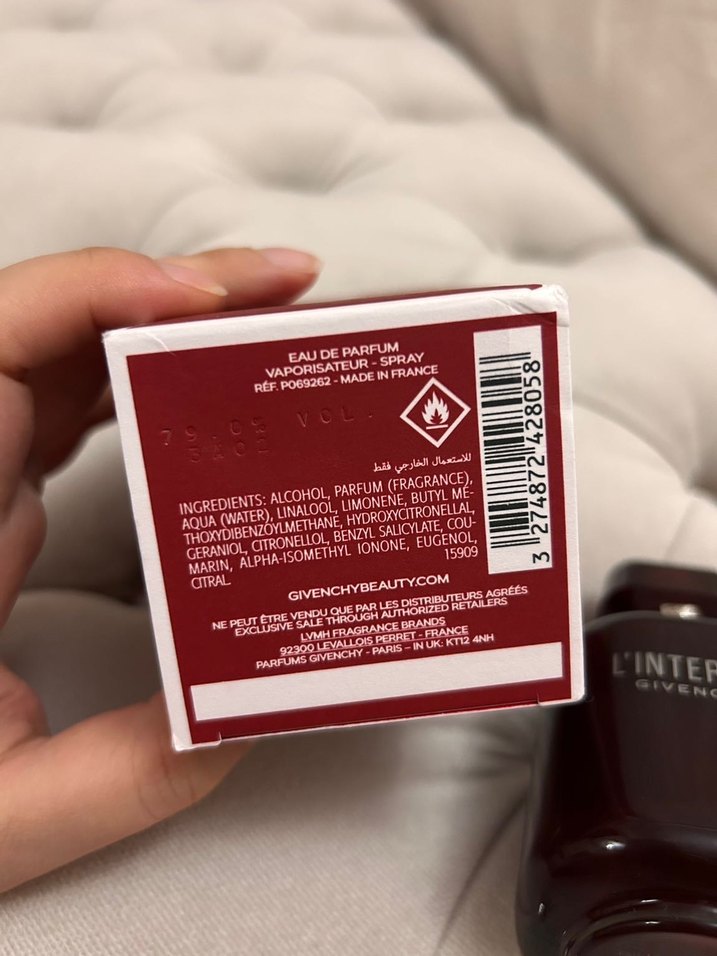 EAU DE PARFUM
VAPORISATEUR - SPRAY
RÉF. P069262 - MADE IN FRANCE
79.0% VOL.
للاستعمال الخارجي فقط
INGREDIENTS: ALCOHOL, PARFUM (FRAGRANCE),
AQUA (WATER), LINALOOL, LIMONENE, BUTYL ME-
THOXYDIBENZOYLMETHANE, HYDROXYCITRONELLAL,
GERANIOL, CITRONELLOL, BENZYL SALICYLATE, COU-
MARIN, ALPHA-ISOMETHYL IONONE, EUGENOL,
CITRAL 15909
GIVENCHYBEAUTY.COM
NE PEUT ÊTRE VENDU QUE PAR LES DISTRIBUTEURS AGRÉÉS
EXCLUSIVE SALE THROUGH AUTHORIZED RETAILERS
LVMH FRAGRANCE BRANDS
92300 LEVALLOIS PERRET - FRANCE
PARFUMS GIVENCHY - PARIS – IN UK: KT12 4NH
3 274872 428058
L'INTER
GIVENC